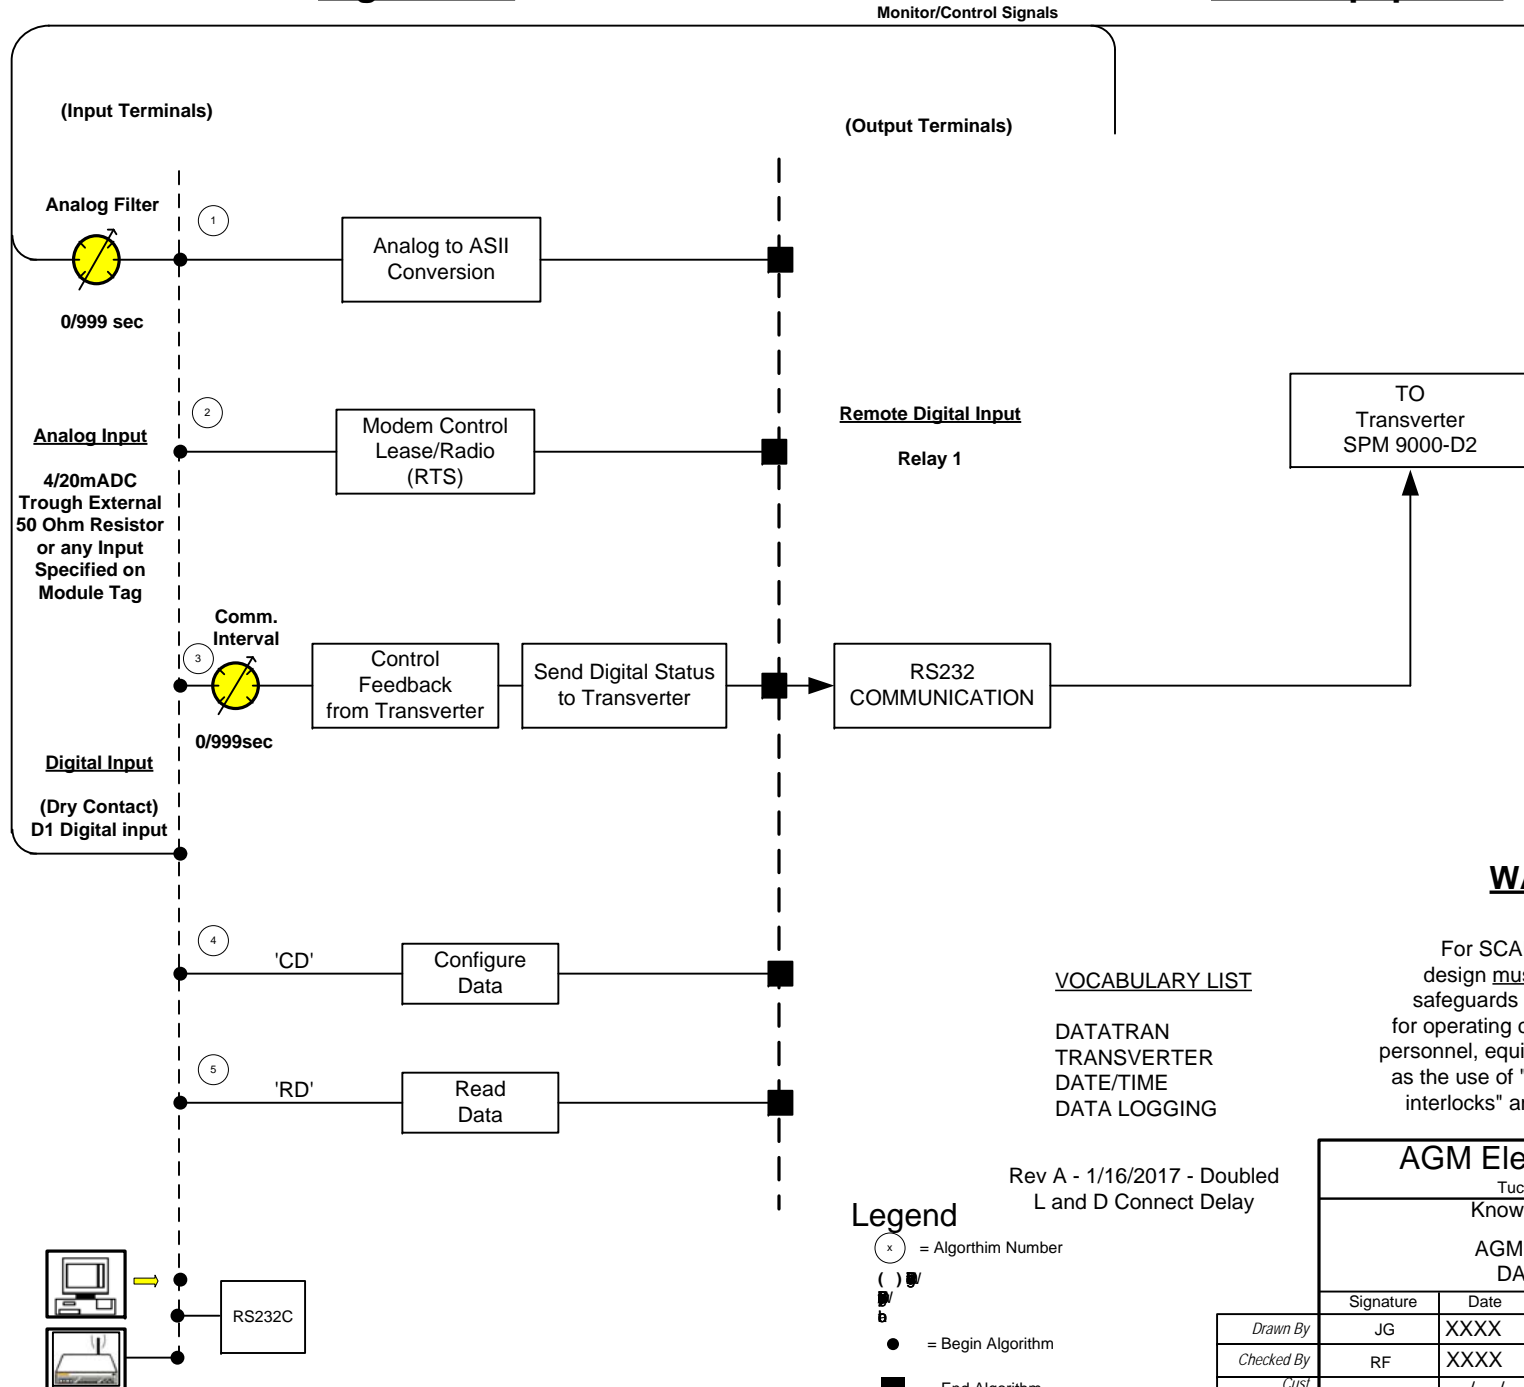 Monitor/Control Signals
(Input Terminals)
(Output Terminals)
Analog Filter
1
Analog to ASII
Conversion
0/999 sec
2
Modem Control
Lease/Radio
(RTS)
Analog Input
4/20mADC
Trough External
50 Ohm Resistor
or any Input
Specified on
Module Tag
Remote Digital Input
Relay 1
TO
Transverter
SPM 9000-D2
Comm.
Interval
3
Control
Feedback
from Transverter
Send Digital Status
to Transverter
RS232
COMMUNICATION
0/999sec
Digital Input
(Dry Contact)
D1 Digital input
4
'CD'
Configure
Data
5
'RD'
Read
Data
VOCABULARY LIST
DATATRAN
TRANSVERTER
DATE/TIME
DATA LOGGING
For SCA
design mus
safeguards
for operating
personnel, equi
as the use of "
interlocks" a
Rev A - 1/16/2017 - Doubled
L and D Connect Delay
Legend
x = Algorthim Number
= Begin Algorithm
= End Algorithm
RS232C
AGM Ele
Tuc
Know
AGM
DA
Signature Date
Drawn By JG XXXX
Checked By RF XXXX
Cust